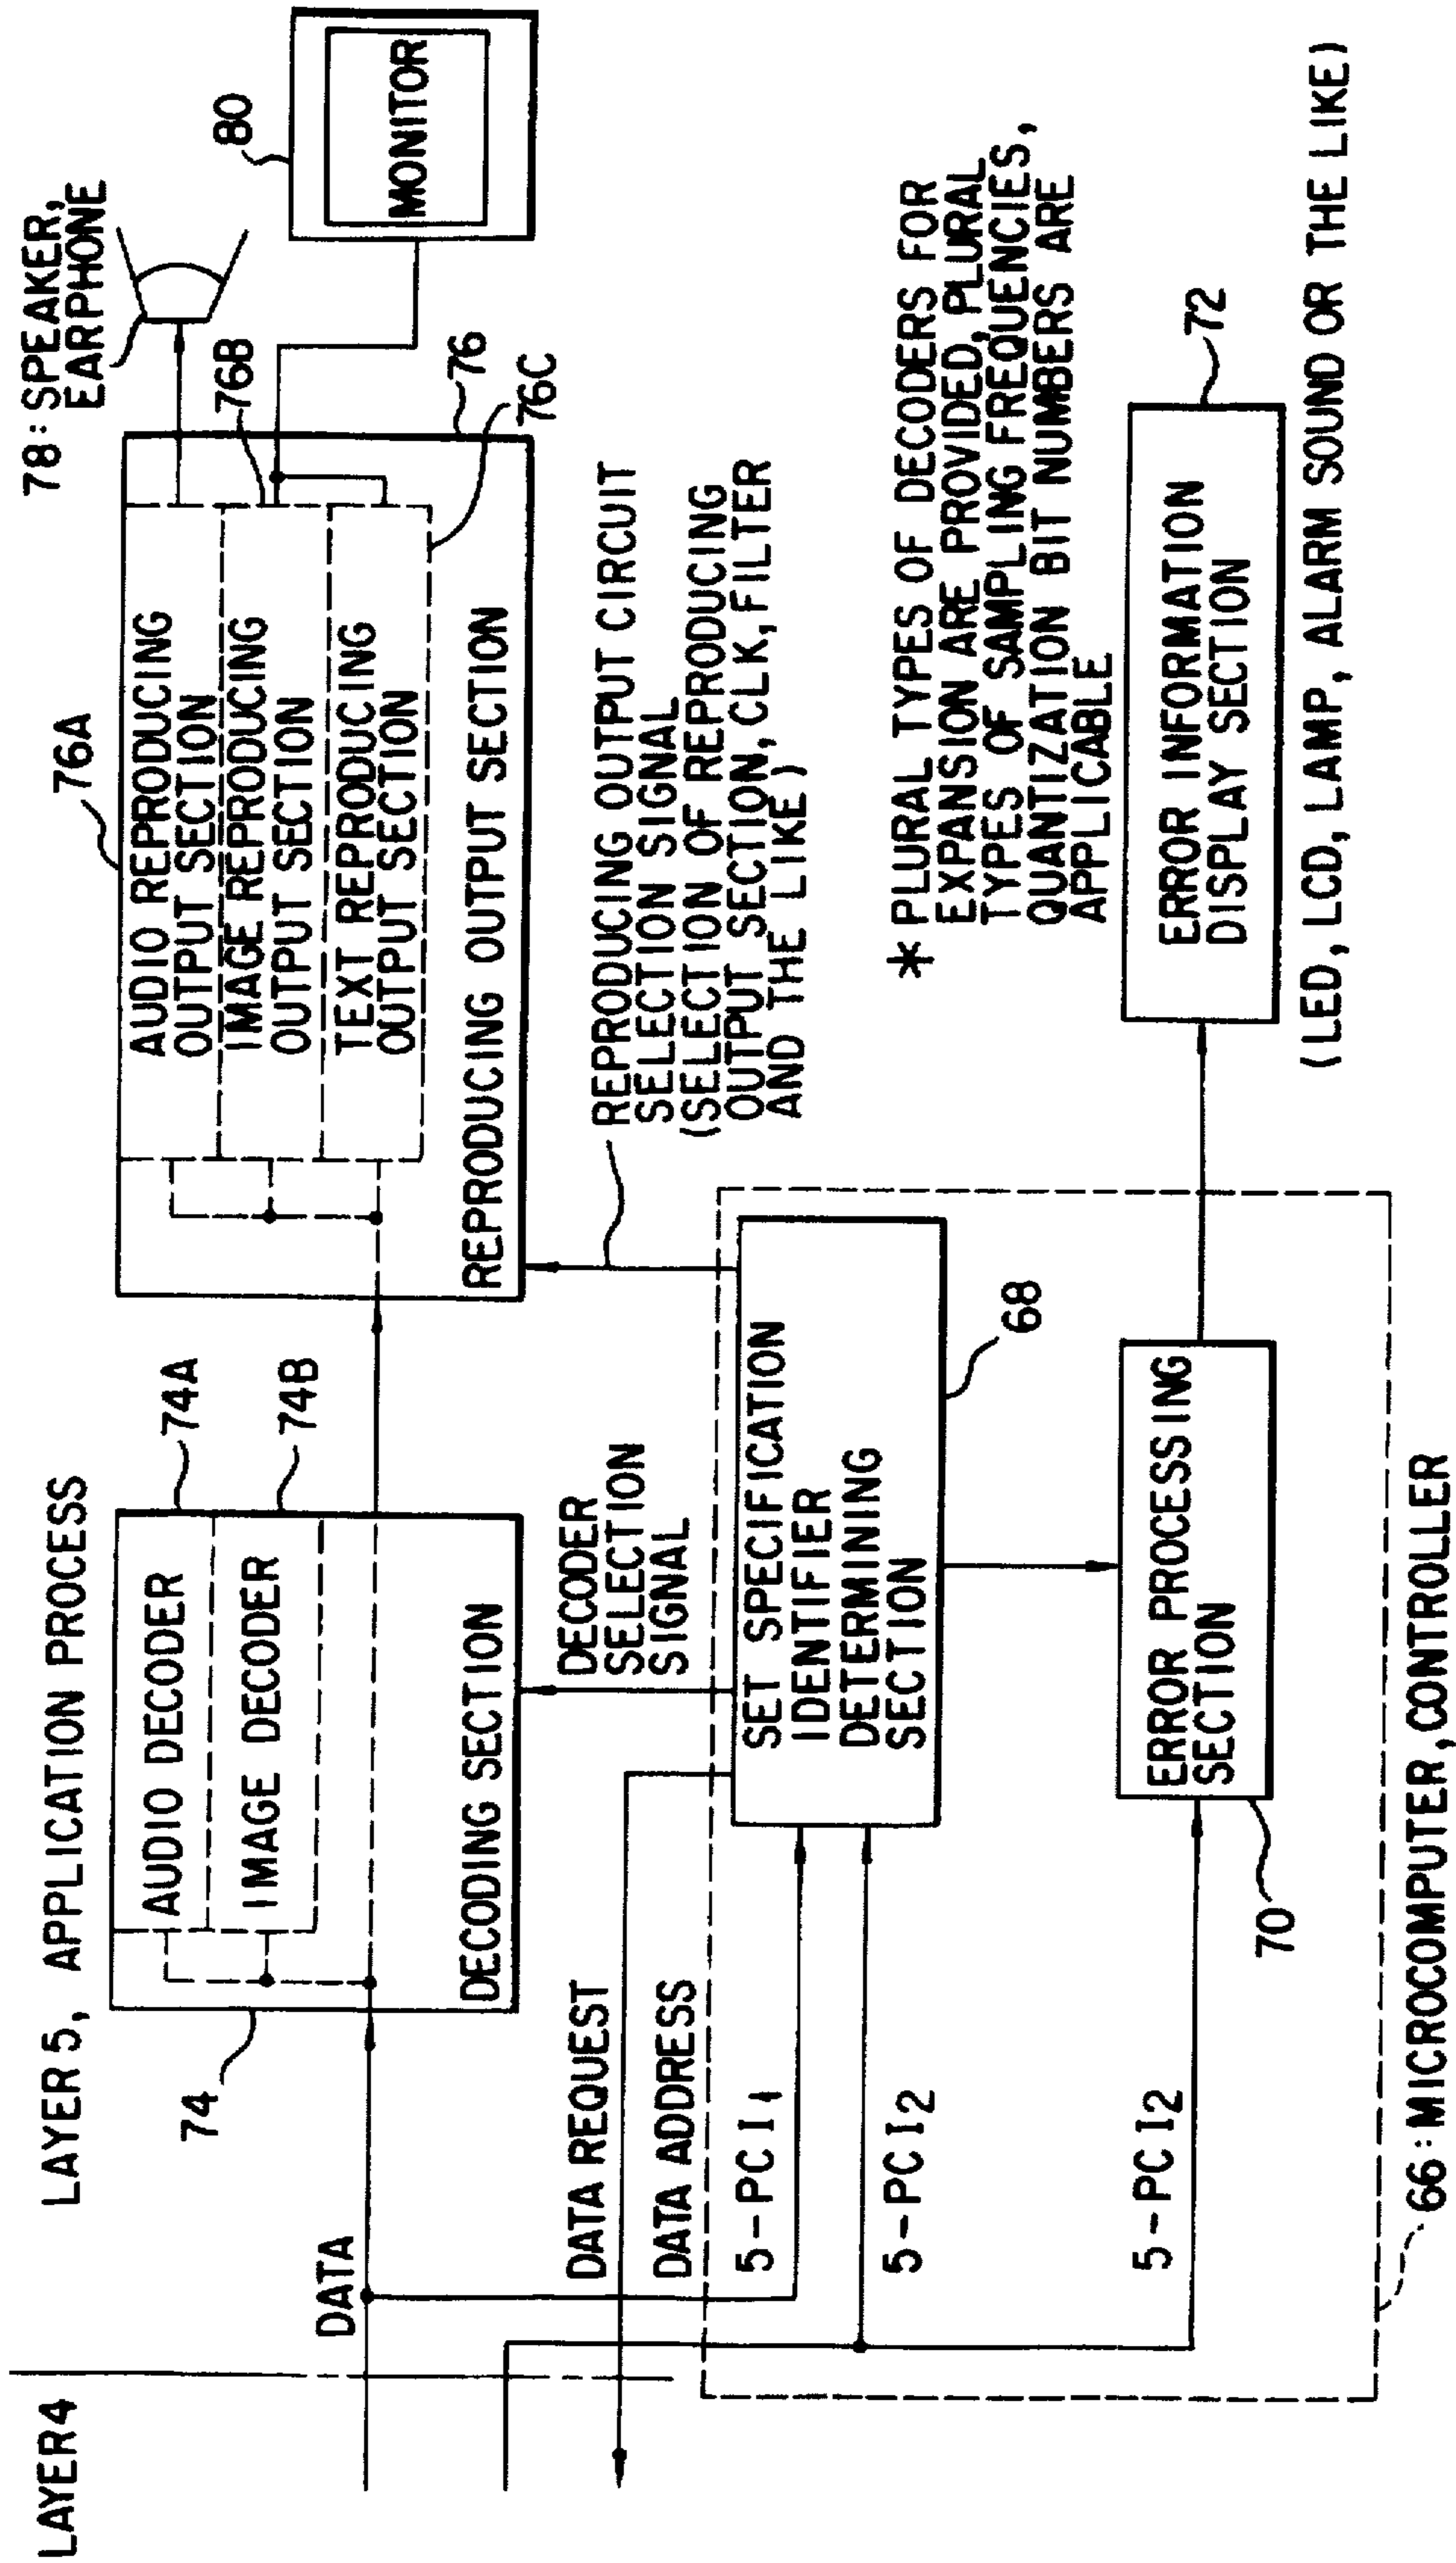 LAYER4
LAYER 5, APPLICATION PROCESS
DATA
74
AUDIO DECODER
IMAGE DECODER
DECODING SECTION
74A
74B
76A
AUDIO REPRODUCING
OUTPUT SECTION
IMAGE REPRODUCING
OUTPUT SECTION
TEXT REPRODUCING
OUTPUT SECTION
REPRODUCING OUTPUT SECTION
76B
76
76C
78: SPEAKER,
EARPHONE
80
MONITOR
DATA REQUEST
DATA ADDRESS
DECODER
SELECTION
SIGNAL
REPRODUCING OUTPUT CIRCUIT
SELECTION SIGNAL
(SELECTION OF REPRODUCING
OUTPUT SECTION, CLK, FILTER
AND THE LIKE)
5-PCI1
5-PCI2
5-PCI2
SET SPECIFICATION
IDENTIFIER
DETERMINING
SECTION
68
* PLURAL TYPES OF DECODERS FOR
EXPANSION ARE PROVIDED, PLURAL
TYPES OF SAMPLING FREQUENCIES,
QUANTIZATION BIT NUMBERS ARE
APPLICABLE
ERROR PROCESSING
SECTION
70
ERROR INFORMATION
DISPLAY SECTION
72
(LED, LCD, LAMP, ALARM SOUND OR THE LIKE)
66: MICROCOMPUTER, CONTROLLER